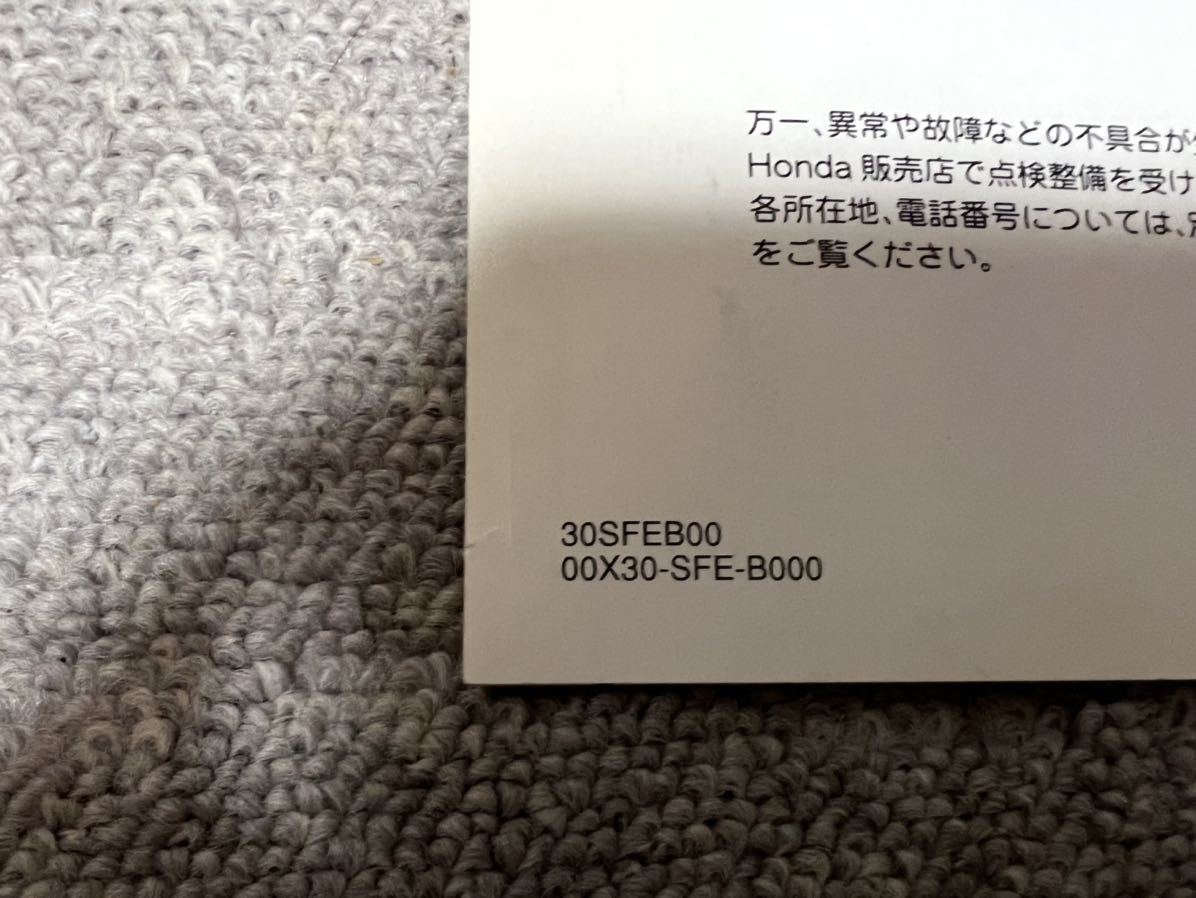 万一、異常や故障などの不具合が
Honda 販売店で点検整備を受け
各所在地、電話番号については、
をご覧ください。
30SFEB00
00X30-SFE-B000